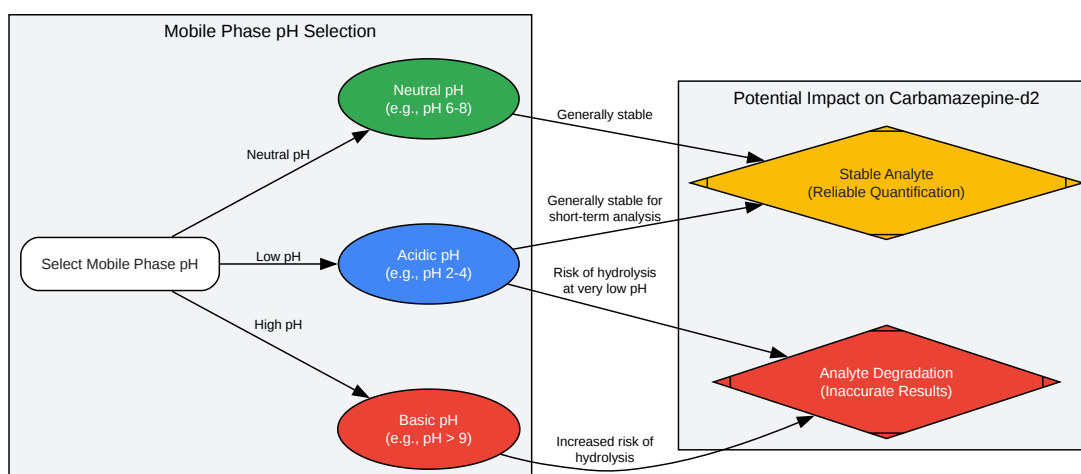 Mobile Phase pH Selection
Potential Impact on Carbamazepine-d2
Select Mobile Phase pH
Neutral pH
Low pH
High pH
Neutral pH
(e.g., pH 6-8)
Acidic pH
(e.g., pH 2-4)
Basic pH
(e.g., pH > 9)
Generally stable
Generally stable for
short-term analysis
Risk of hydrolysis
at very low pH
Increased risk of
hydrolysis
Stable Analyte
(Reliable Quantification)
Analyte Degradation
(Inaccurate Results)